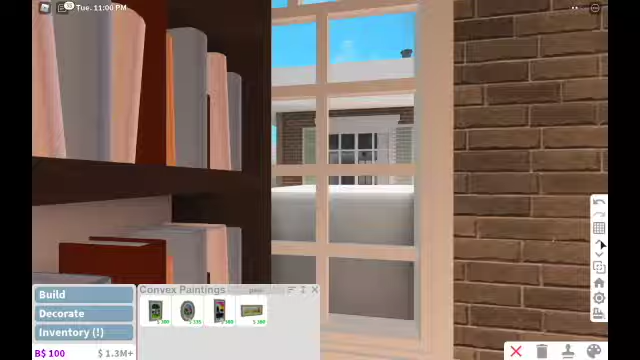 Tue. 11:00 PM
Convex Paintings
Build
Decorate
Inventory (!)
B$ 100
$ 1.3M+